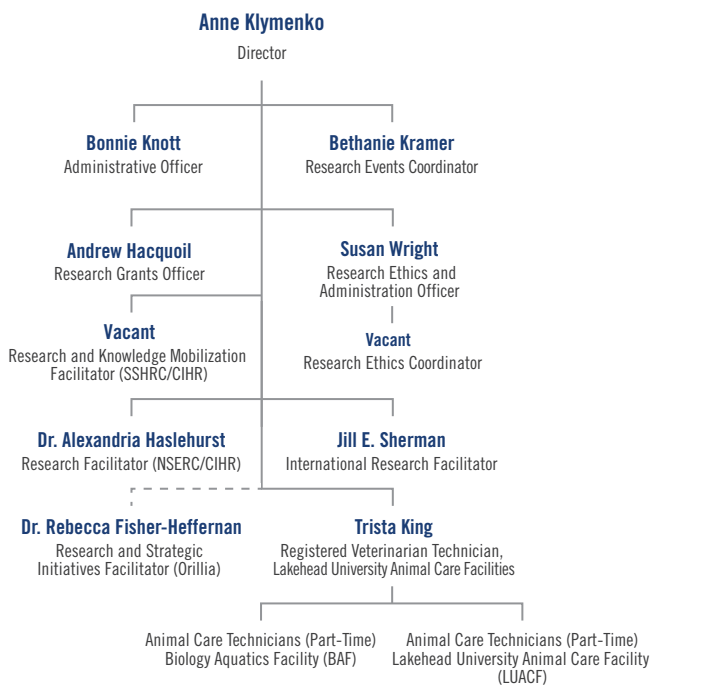 Anne Klymenko
Director
Bonnie Knott
Administrative Officer
Bethanie Kramer
Research Events Coordinator
Andrew Hacquoil
Research Grants Officer
Susan Wright
Research Ethics and
Administration Officer
Vacant
Research and Knowledge Mobilization
Facilitator (SSHRC/CIHR)
Vacant
Research Ethics Coordinator
Dr. Alexandria Haslehurst
Research Facilitator (NSERC/CIHR)
Jill E. Sherman
International Research Facilitator
Dr. Rebecca Fisher-Heffernan
Research and Strategic
Initiatives Facilitator (Orillia)
Trista King
Registered Veterinarian Technician,
Lakehead University Animal Care Facilities
Animal Care Technicians (Part-Time)
Biology Aquatics Facility (BAF)
Animal Care Technicians (Part-Time)
Lakehead University Animal Care Facility
(LUACF)